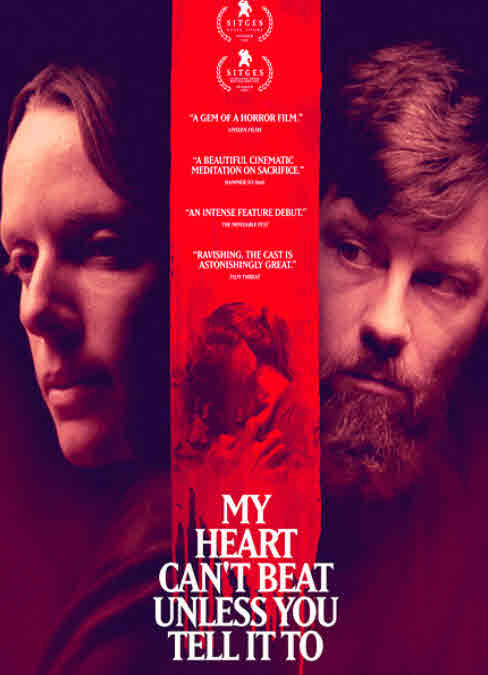 SITGES
SITGES
"A GEM OF A HORROR FILM."
"A BEAUTIFUL CINEMATIC
MEDITATION ON SACRIFICE."
"AN INTENSE FEATURE DEBUT."
"RAVISHING. THE CAST IS
ASTONISHINGLY GREAT."
FILM THREAT
MY
HEART
CAN'T BEAT
UNLESS YOU
TELL IT TO